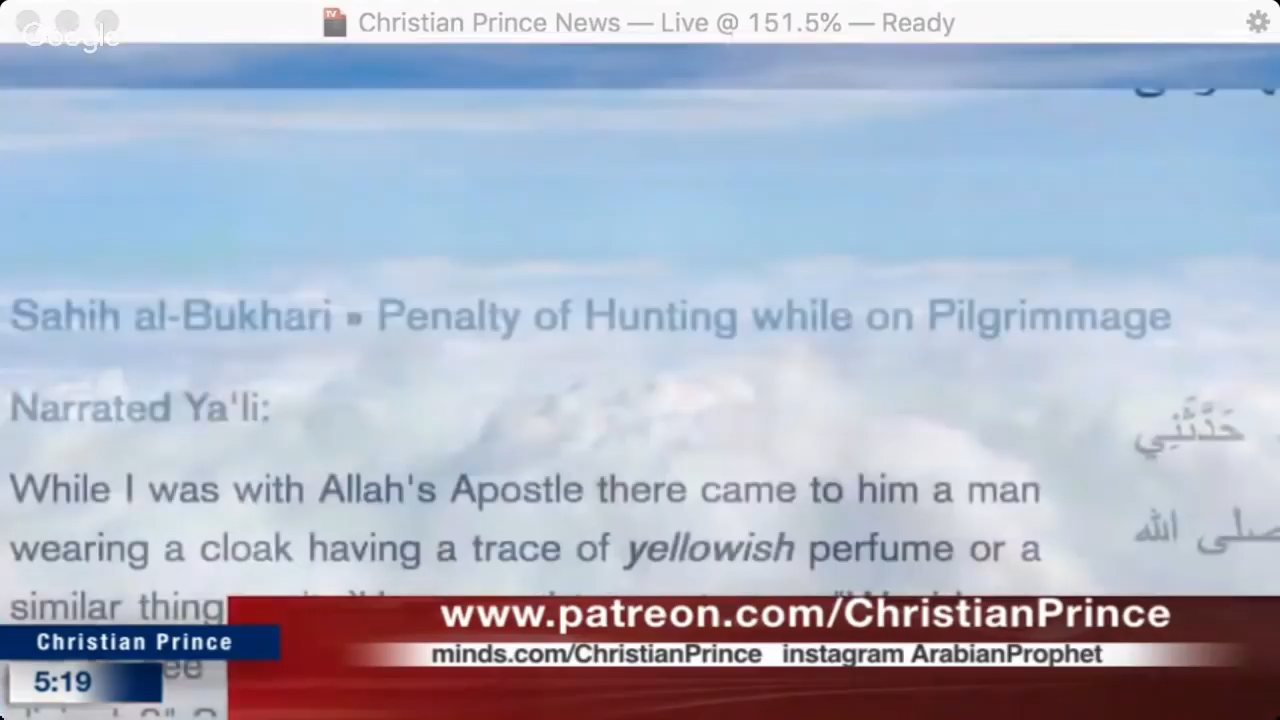 Christian Prince News — Live @ 151.5% — Ready
Google
Sahih al-Bukhari » Penalty of Hunting while on Pilgrimage
Narrated Ya'li:
حَدَّثَنِي
While I was with Allah's Apostle there came to him a man
صلى الله
wearing a cloak having a trace of yellowish perfume or a
similar thing
www.patreon.com/ChristianPrince
Christian Prince
minds.com/ChristianPrince instagram ArabianProphet
5:19